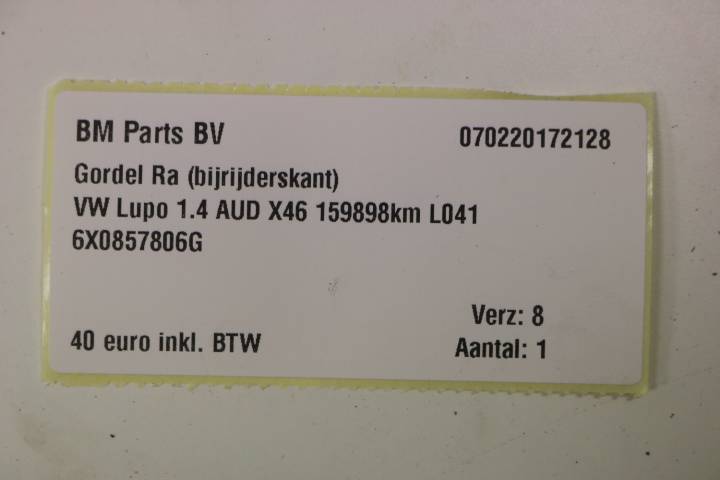 BM Parts BV 070220172128
Gordel Ra (bijrijderskant)
VW Lupo 1.4 AUD X46 159898km L041
6X0857806G
Verz: 8
40 euro inkl. BTW Aantal: 1